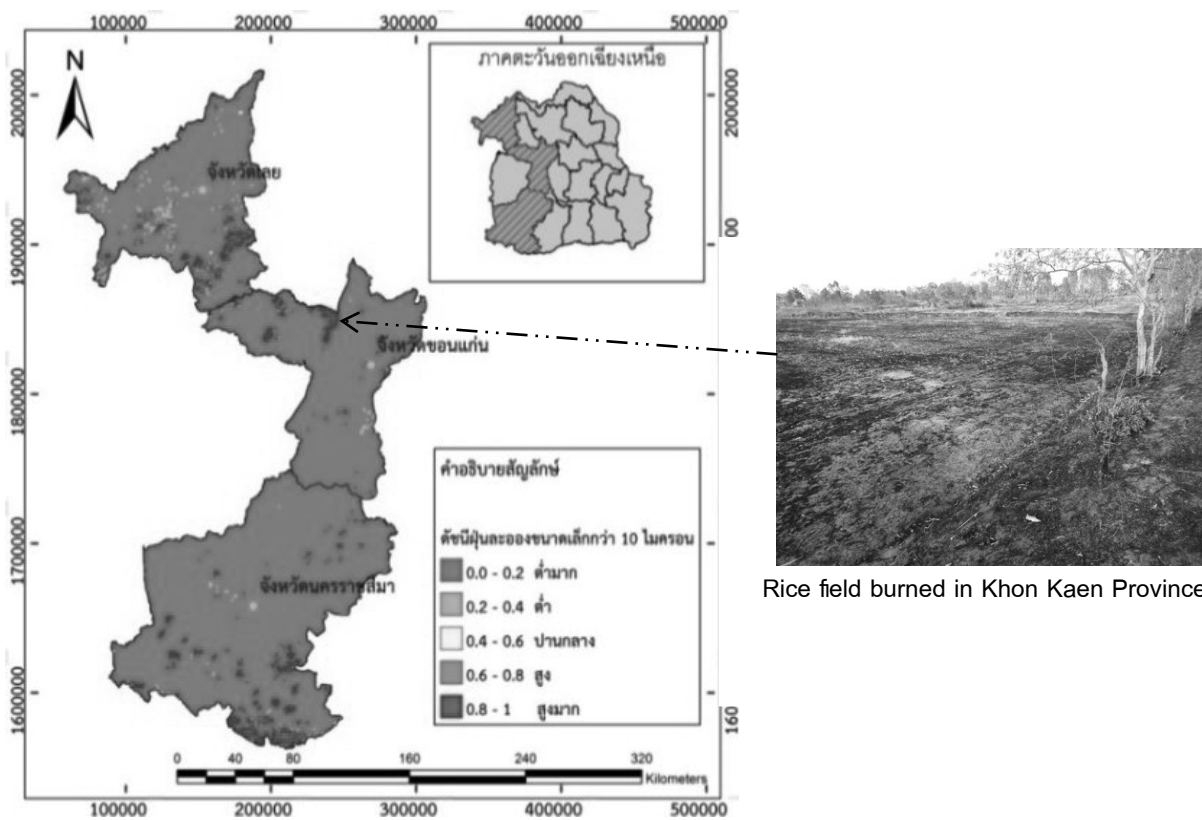 100000 200000 300000 400000 500000
N
ภาคตะวันออกเฉียงเหนือ
2000000 2000000
จังหวัดเลย
1900000 00
จังหวัดขอนแก่น
1800000
คำอธิบายสัญลักษ์
ดัชนีฝุ่นละอองขนาดเล็กกว่า 10 ไมครอน
1700000
0.0 - 0.2 ต่ำมาก
จังหวัดนครราชสีมา
0.2 - 0.4 ต่ำ
0.4 - 0.6 ปานกลาง
0.6 - 0.8 สูง
1600000 160
0.8 - 1 สูงมาก
0 40 80 160 240 320
Kilometers
100000 200000 300000 400000 500000
Rice field burned in Khon Kaen Province